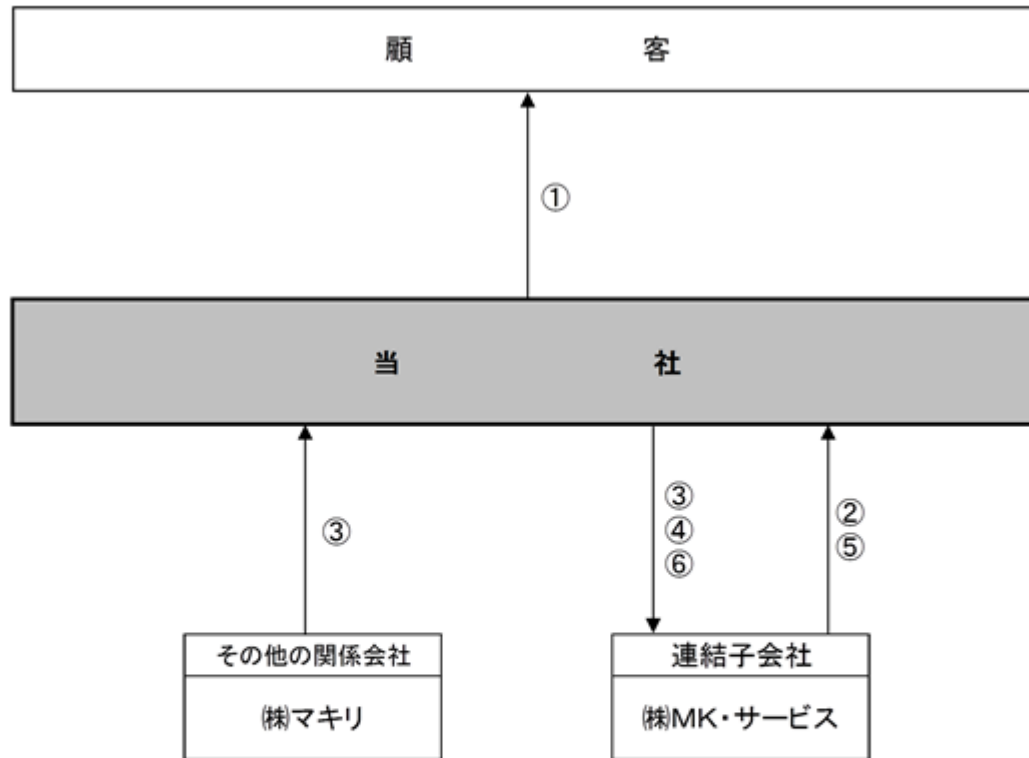 顧　客
①
当　社
③
③
④
⑥
②
⑤
その他の関係会社
㈱マキリ
連結子会社
㈱MK・サービス